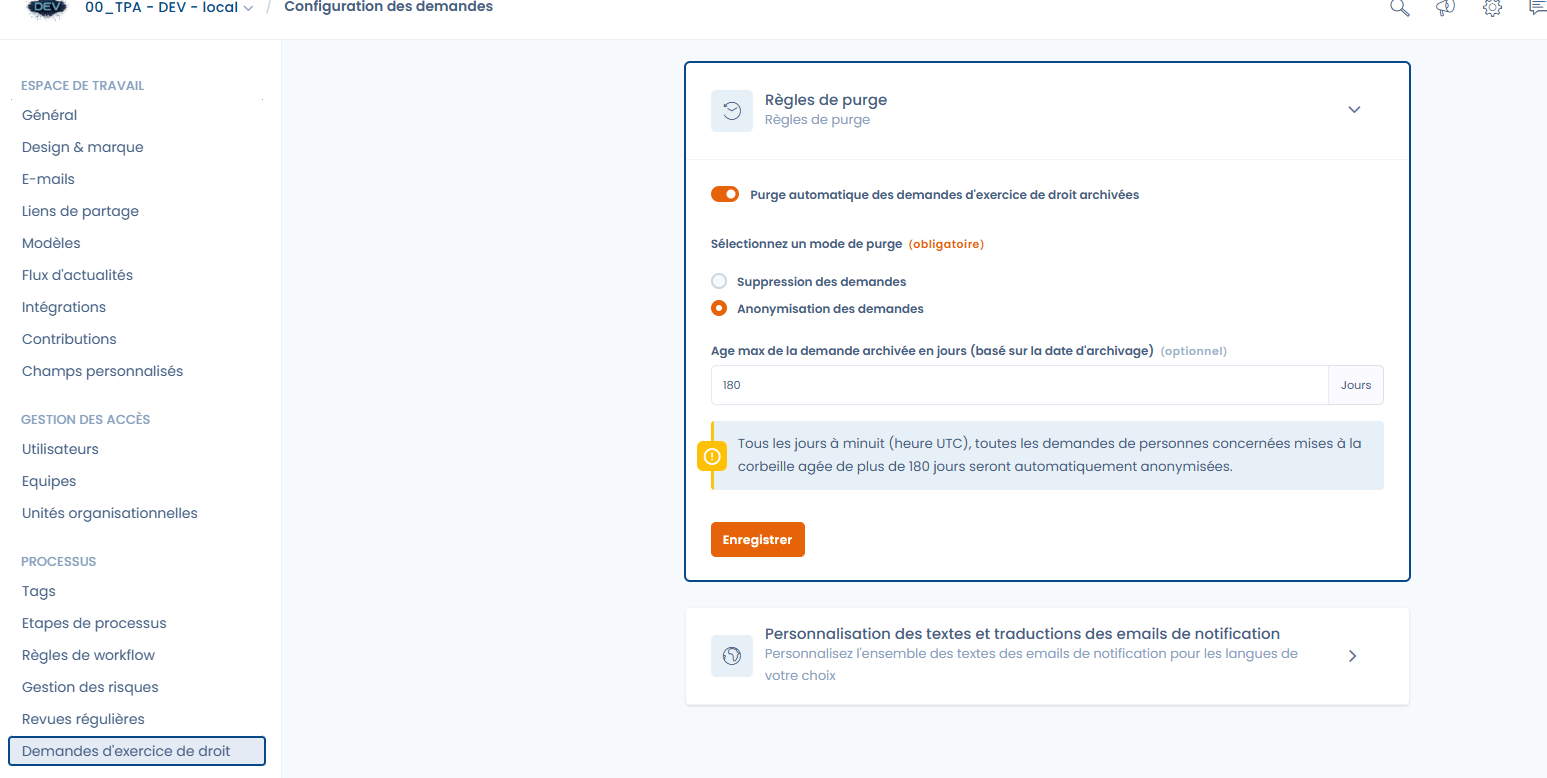 DEV
00_TPA - DEV - local / Configuration des demandes
ESPACE DE TRAVAIL
Général
Design & marque
E-mails
Liens de partage
Modèles
Flux d'actualités
Intégrations
Contributions
Champs personnalisés
GESTION DES ACCÈS
Utilisateurs
Equipes
Unités organisationnelles
PROCESSUS
Tags
Etapes de processus
Règles de workflow
Gestion des risques
Revues régulières
Demandes d'exercice de droit
Règles de purge
Règles de purge
Purge automatique des demandes d'exercice de droit archivées
Sélectionnez un mode de purge (obligatoire)
Suppression des demandes
Anonymisation des demandes
Age max de la demande archivée en jours (basé sur la date d'archivage) (optionnel)
180 Jours
Tous les jours à minuit (heure UTC), toutes les demandes de personnes concernées mises à la
corbeille agée de plus de 180 jours seront automatiquement anonymisées.
Enregistrer
Personnalisation des textes et traductions des emails de notification
Personnalisez l'ensemble des textes des emails de notification pour les langues de
votre choix